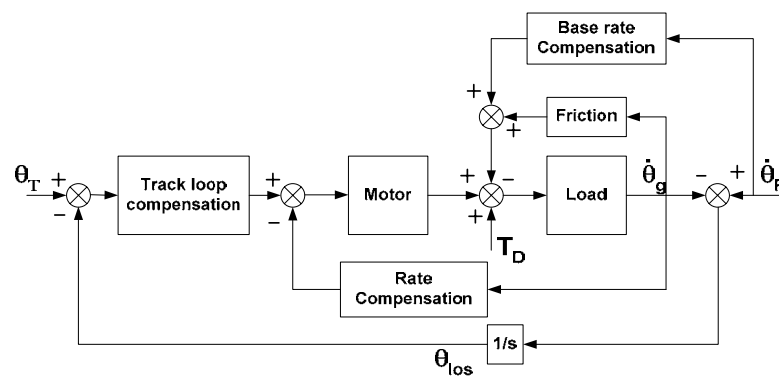 Base rate
Compensation
+
Friction
+
θT
+
−
Track loop
compensation
+
−
Motor
+
−
+
Load
θ̇g
−
+
TD
Rate
Compensation
1/s
θlos